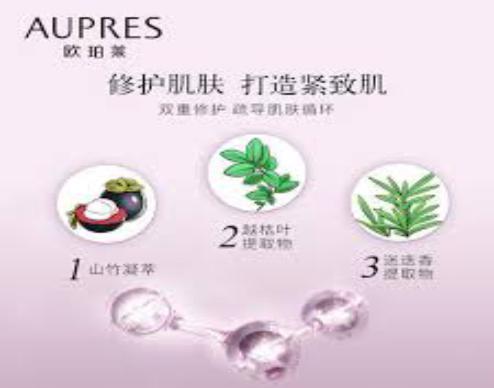 AUPRES
欧珀莱
修护肌肤 打造紧致肌
双重修护 疏导肌肤循环
1 山竹凝萃
2 越桔叶
提取物
3 迷迭香
提取物